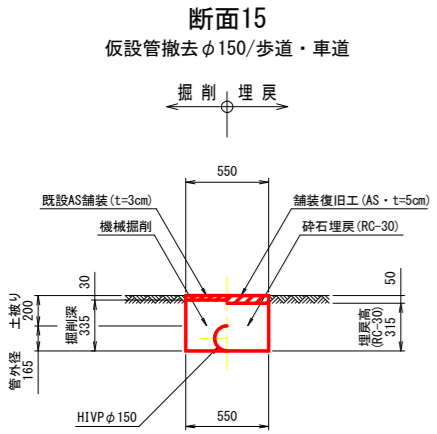 断面15
仮設管撤去φ150/歩道・車道
掘削 埋戻
550
既設AS舗装(t=3cm)
舗装復旧工(AS・t=5cm)
機械掘削
砕石埋戻(RC-30)
30
50
土被り
200
掘削深
335
埋戻高
(RC-30)
315
管外径
165
HIVPφ150
550